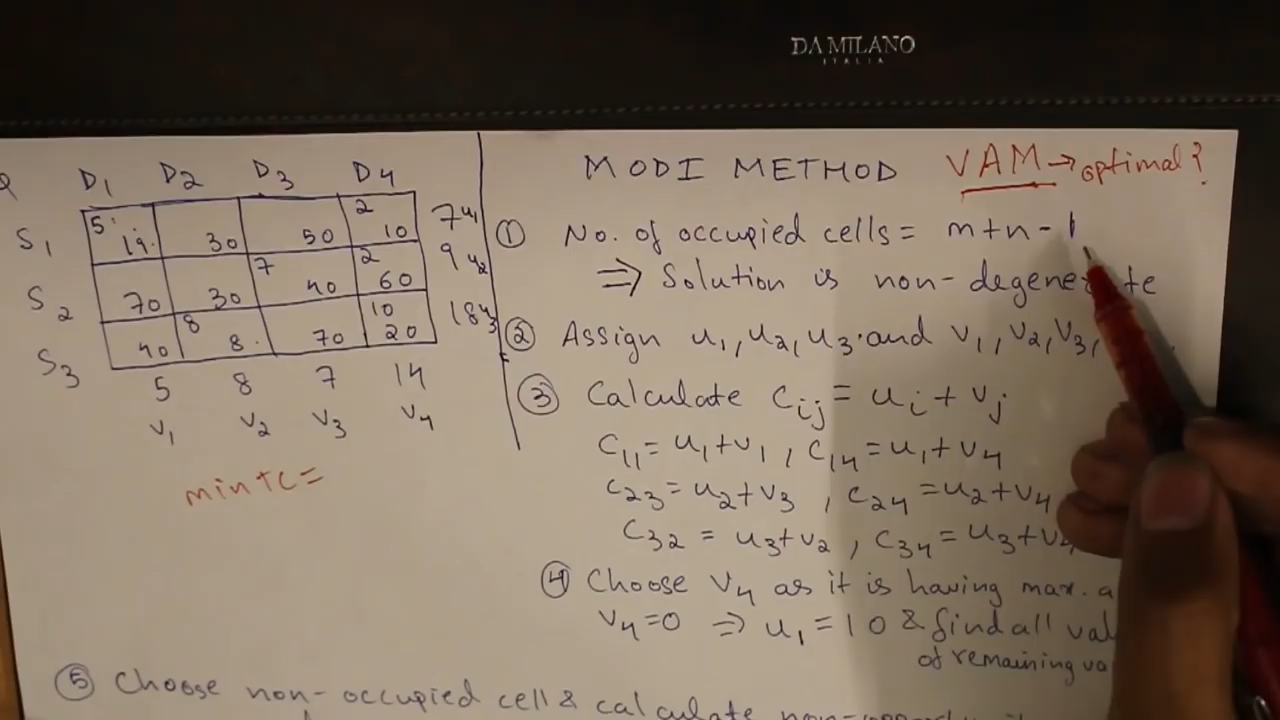 DA MILANO
ITALIA
D1 D2 D3 D4
S1 5 19 30 50 2 10 7 u1
S2 70 30 7 40 2 60 9 u2
S3 40 8 8 70 10 20 18 u3
5 8 7 14
v1 v2 v3 v4
min tc =
MODI METHOD VAM → optimal?
① No. of occupied cells = m+n-1
⇒ Solution is non-degenerate
② Assign u1, u2, u3 and v1, v2, v3,
③ Calculate cij = ui + vj
c11 = u1+v1, c14 = u1+v4
c23 = u2+v3, c24 = u2+v4
c32 = u3+v2, c34 = u3+v4
④ Choose v4 as it is having max. a
v4=0 ⇒ u1=10 & find all val
of remaining va
⑤ Choose non-occupied cell & calculate